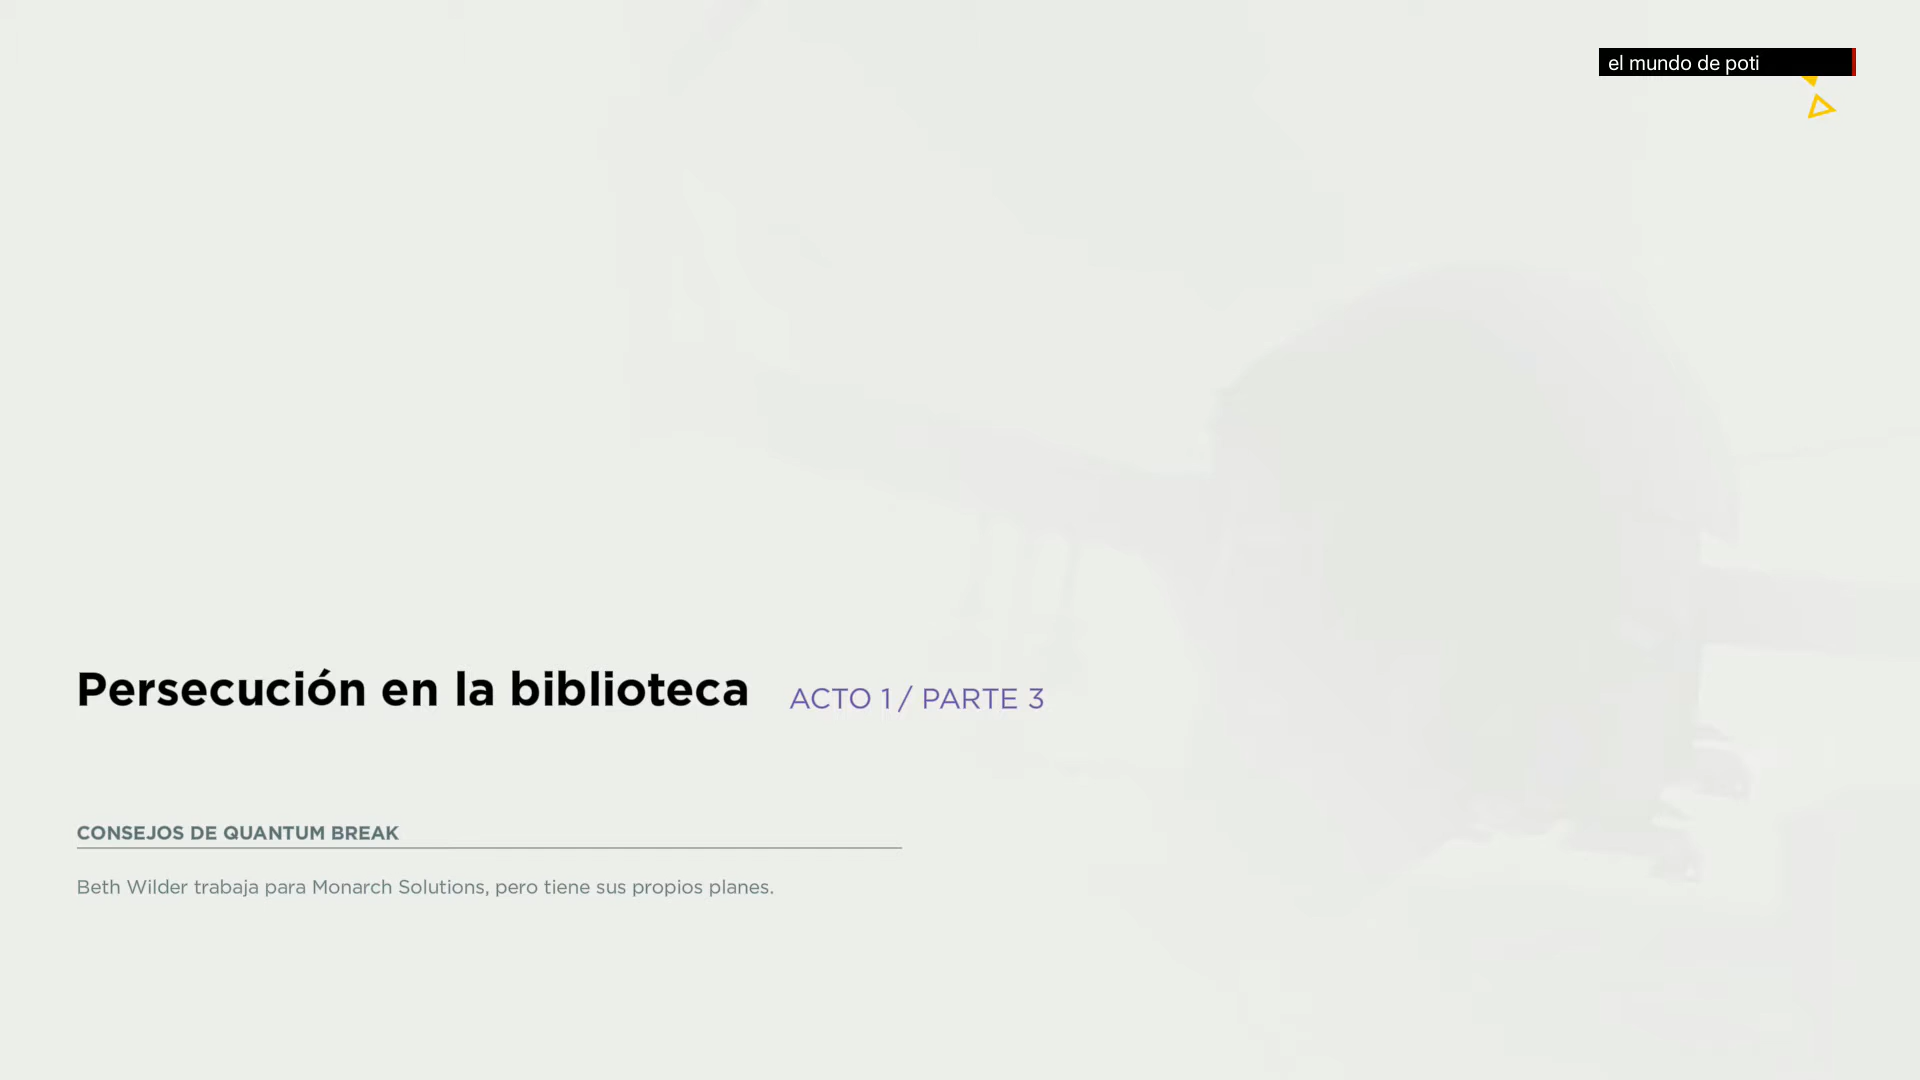 el mundo de poti
Persecución en la biblioteca ACTO 1 / PARTE 3
CONSEJOS DE QUANTUM BREAK
Beth Wilder trabaja para Monarch Solutions, pero tiene sus propios planes.